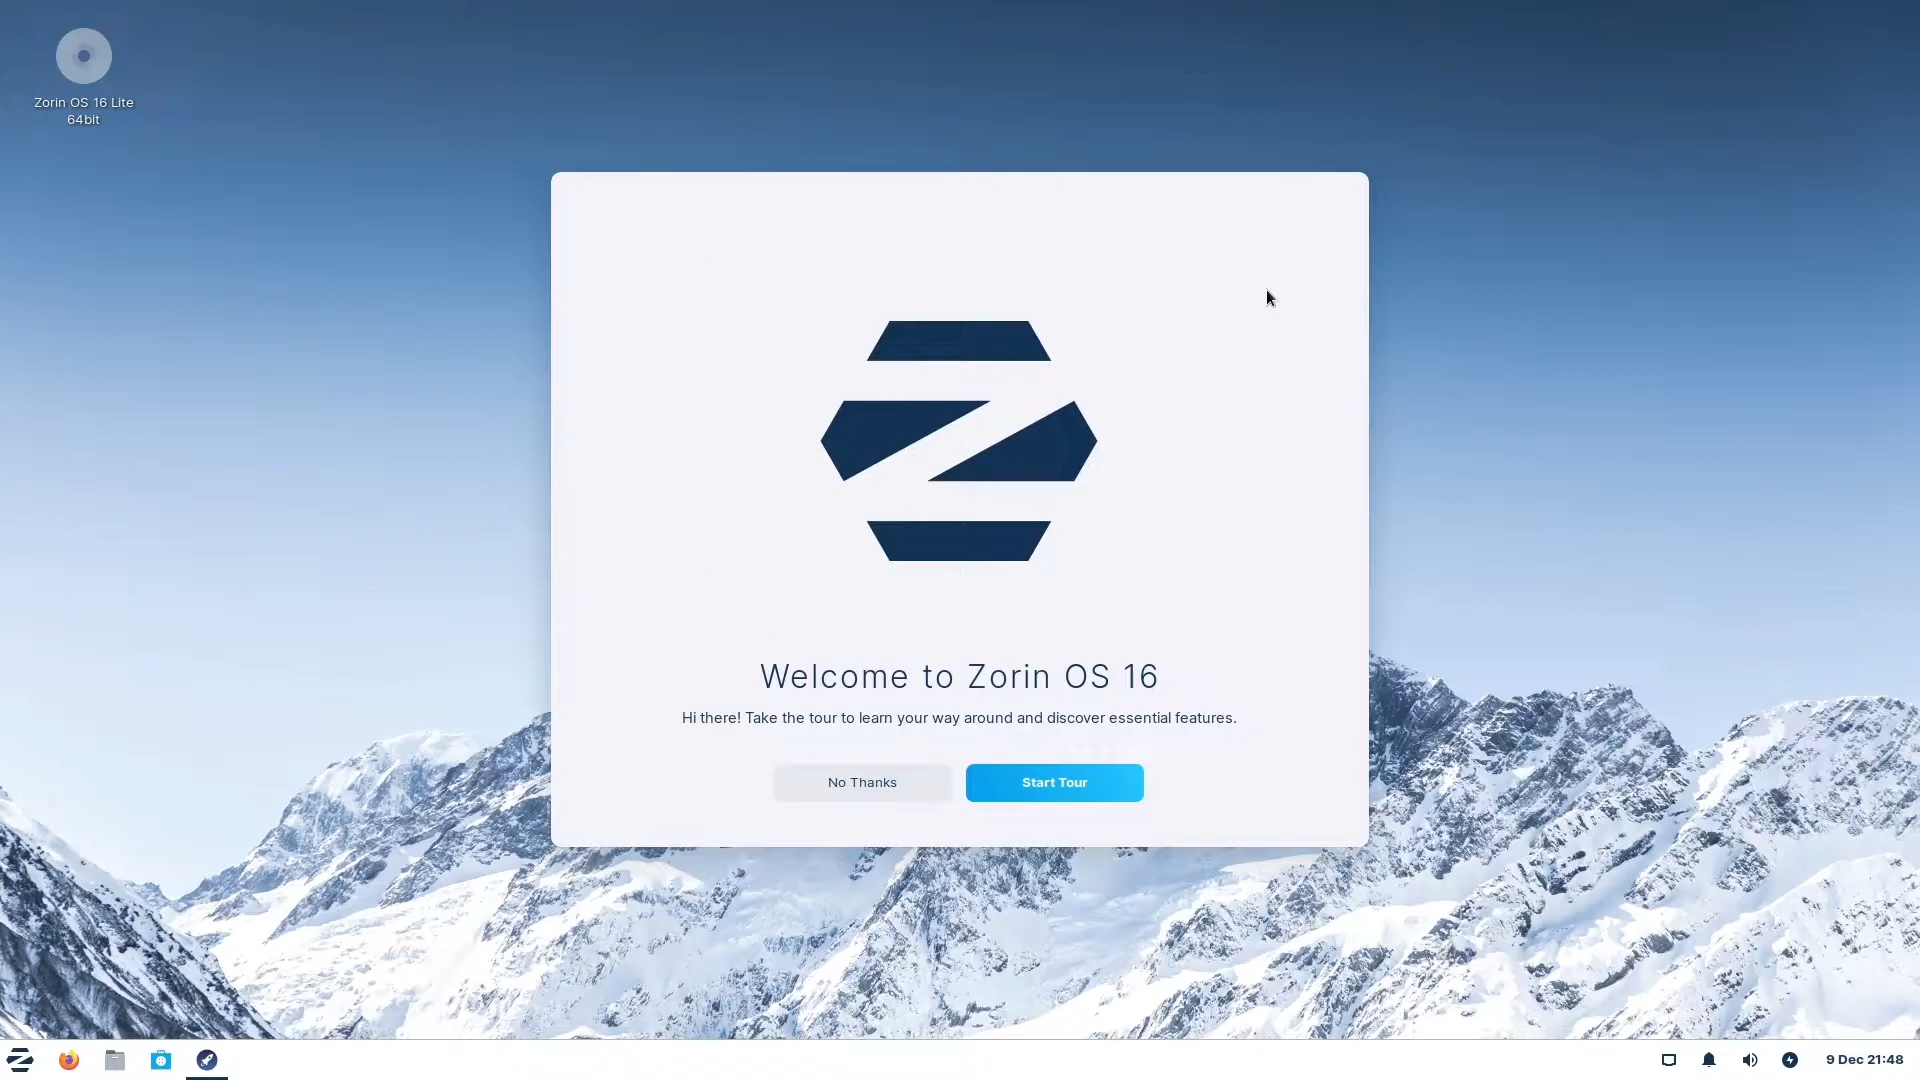 Zorin OS 16 Lite
64bit
Welcome to Zorin OS 16
Hi there! Take the tour to learn your way around and discover essential features.
No Thanks
Start Tour
9 Dec 21:48